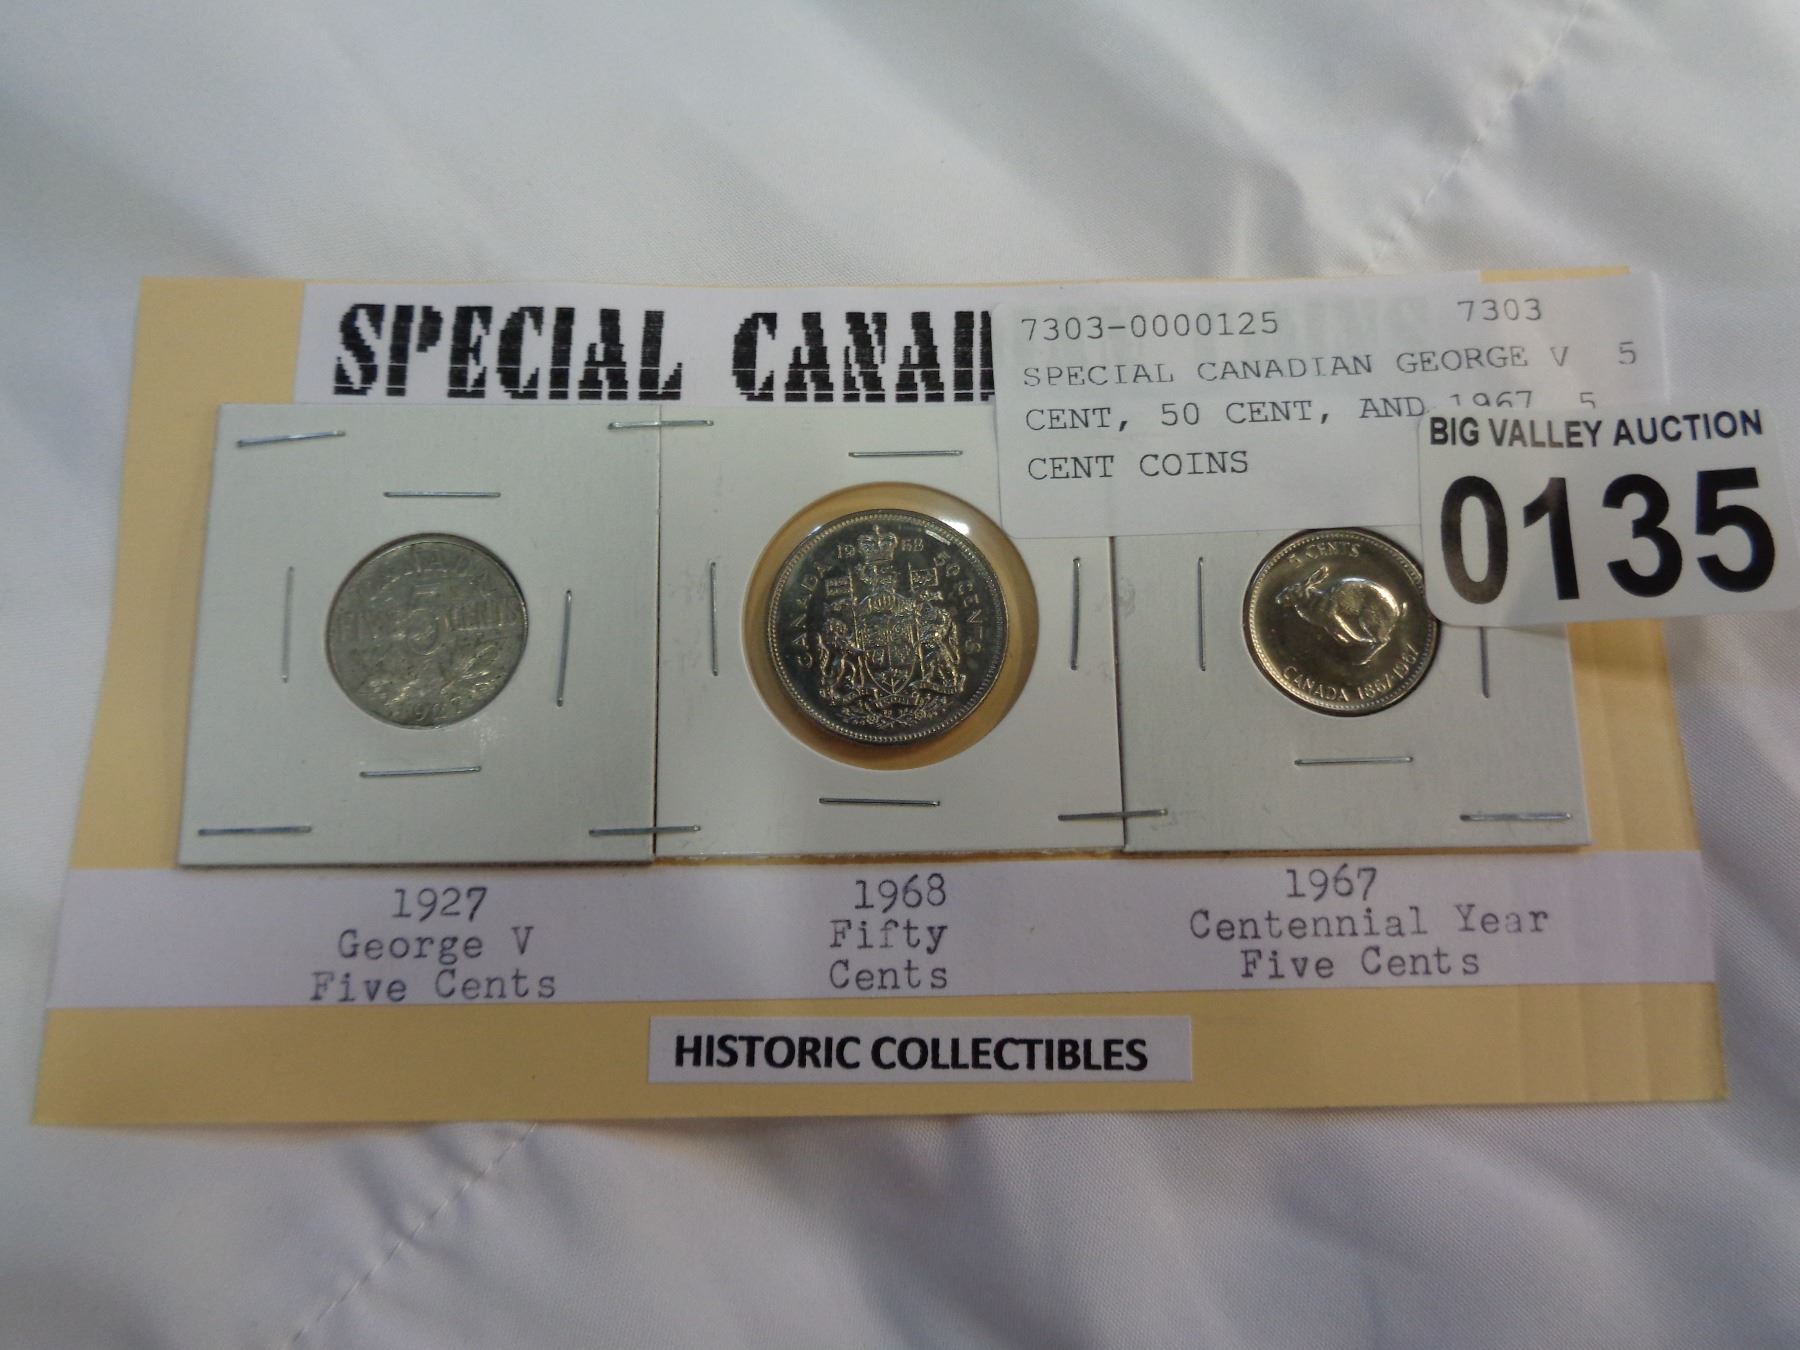 SPECIAL
7303-0000125 7303
SPECIAL CANADIAN GEORGE V 5
CENT, 50 CENT, AND 1967 5
CENT COINS
BIG VALLEY AUCTION
0135
FIVE 5 CENTS
1927
CANADA 1968 50 CENTS
5 CENTS
CANADA 1867-1967
1927
George V
Five Cents
1968
Fifty
Cents
1967
Centennial Year
Five Cents
HISTORIC COLLECTIBLES